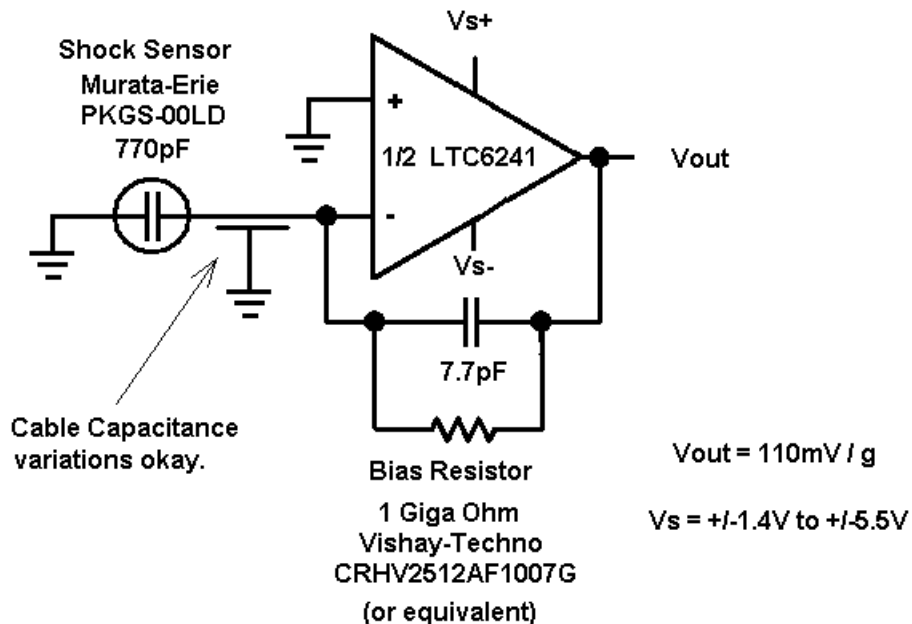 Vs+
Shock Sensor
Murata-Erie
PKGS-00LD
770pF
+
1/2 LTC6241
Vout
-
Vs-
7.7pF
Cable Capacitance
variations okay.
Bias Resistor
1 Giga Ohm
Vishay-Techno
CRHV2512AF1007G
(or equivalent)
Vout = 110mV / g
Vs = +/-1.4V to +/-5.5V